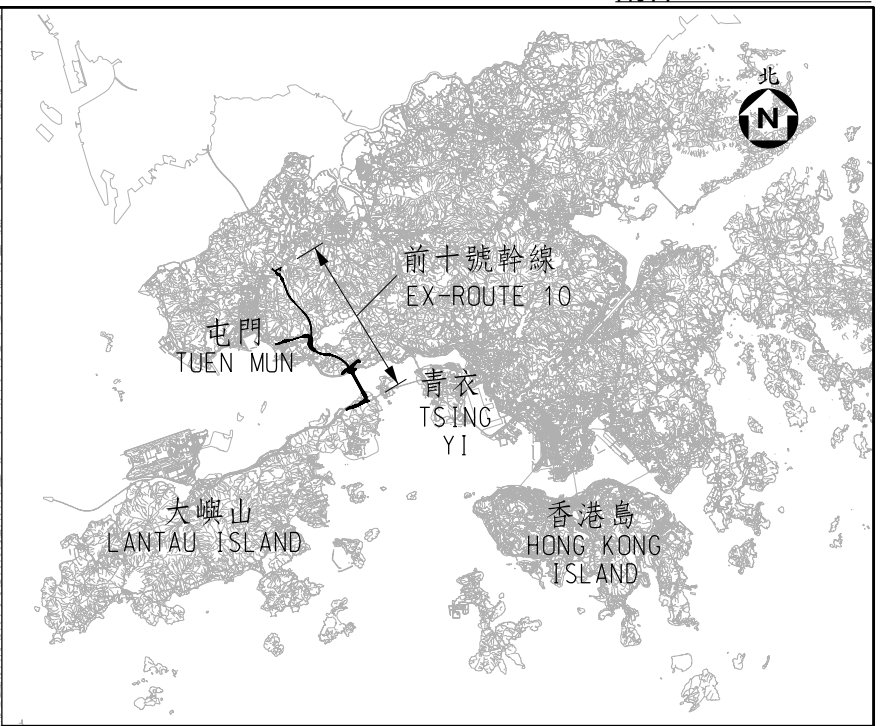 北
N
前十號幹線
EX-ROUTE 10
屯門
TUEN MUN
青衣
TSING
YI
大嶼山
LANTAU ISLAND
香港島
HONG KONG
ISLAND